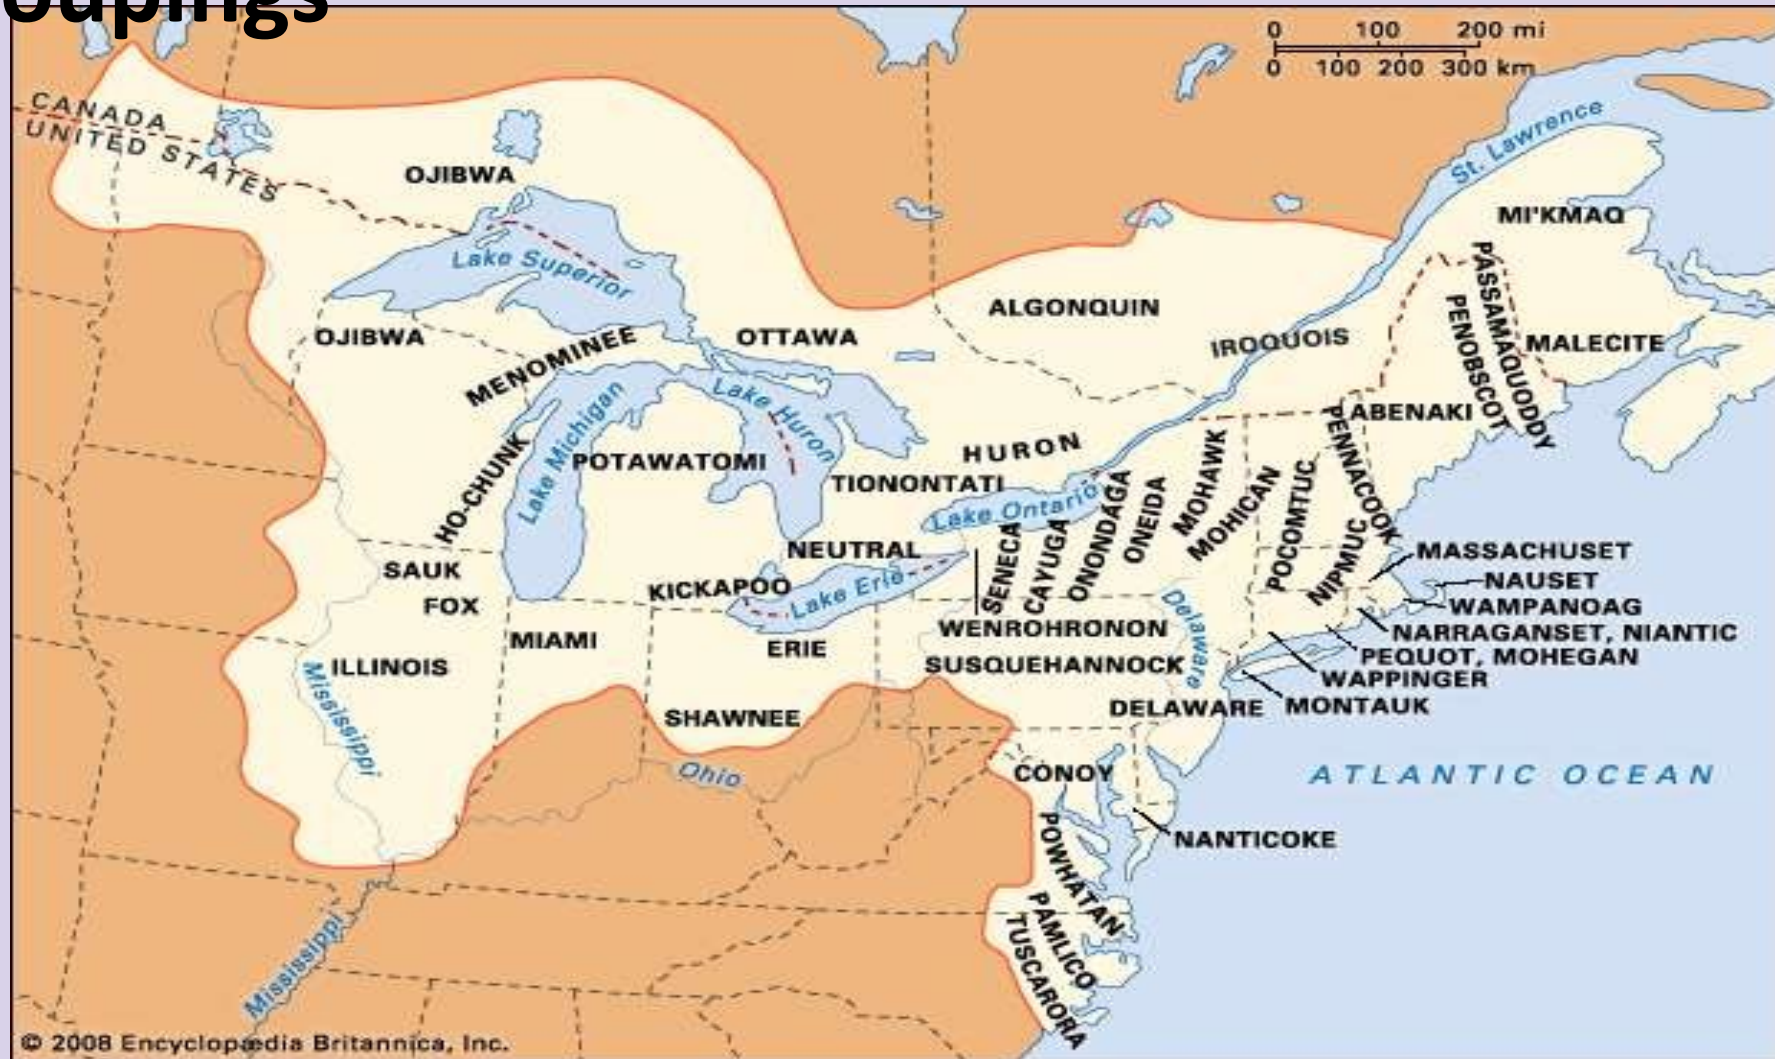 oupings
0 100 200 mi
0 100 200 300 km
CANADA
UNITED STATES
St. Lawrence
OJIBWA
MI'KMAQ
Lake Superior
PASSAMAQUODDY
PENOBSCOT
ALGONQUIN
OJIBWA
MENOMINEE
OTTAWA
IROQUOIS
MALECITE
Lake Michigan
Lake Huron
ABENAKI
PENNACOOK
HO-CHUNK
POTAWATOMI
HURON
TIONONTATI
Lake Ontario
MOHAWK
MOHICAN
POCOMTUC
NIPMUC
SENECA
CAYUGA
ONONDAGA
ONEIDA
NEUTRAL
MASSACHUSET
SAUK
FOX
KICKAPOO
Lake Erie
NAUSET
WAMPANOAG
Delaware
NARRAGANSET, NIANTIC
MIAMI
ERIE
WENROHRONON
PEQUOT, MOHEGAN
ILLINOIS
SUSQUEHANNOCK
WAPPINGER
Mississippi
SHAWNEE
DELAWARE
MONTAUK
Ohio
CONOY
ATLANTIC OCEAN
NANTICOKE
POWHATAN
PAMLICO
TUSCARORA
Mississippi
© 2008 Encyclopædia Britannica, Inc.